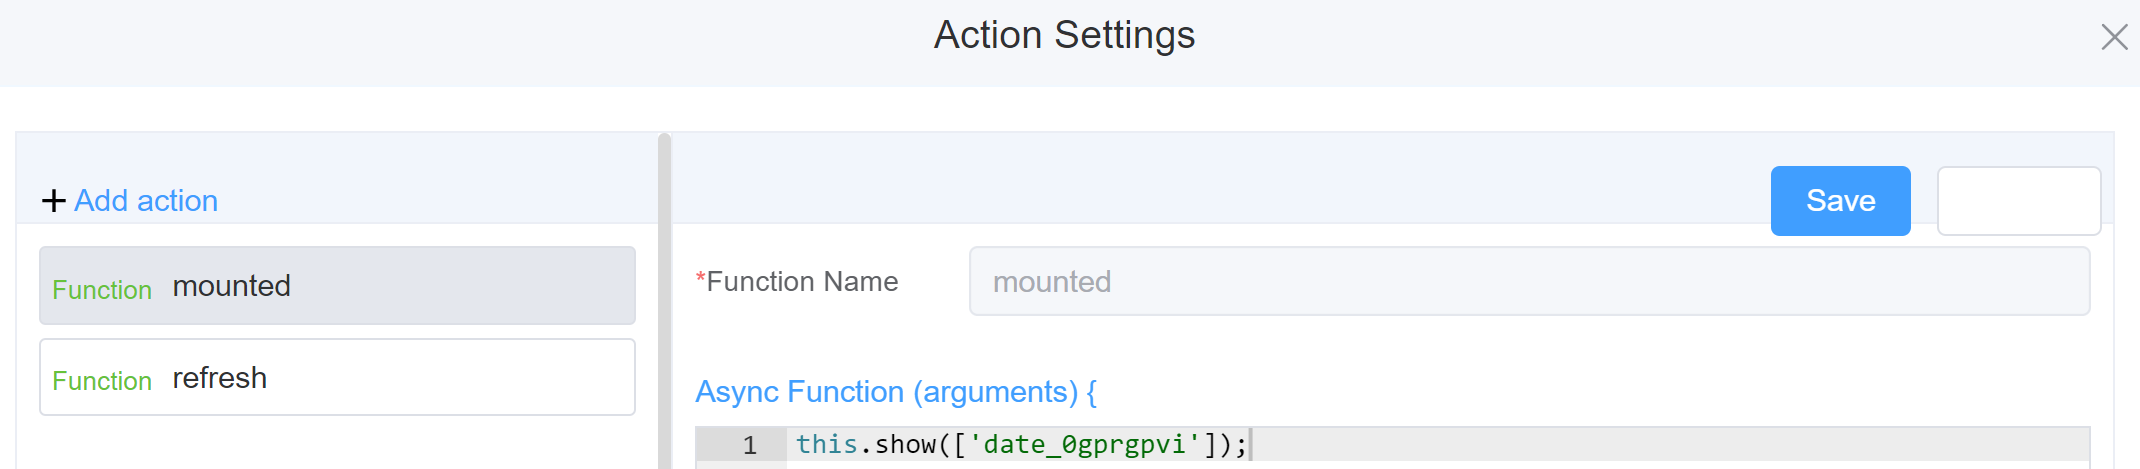 Action Settings
+ Add action
Save
Function mounted
*Function Name mounted
Function refresh
Async Function (arguments) {
1 this.show(['date_0gprgpvi']);